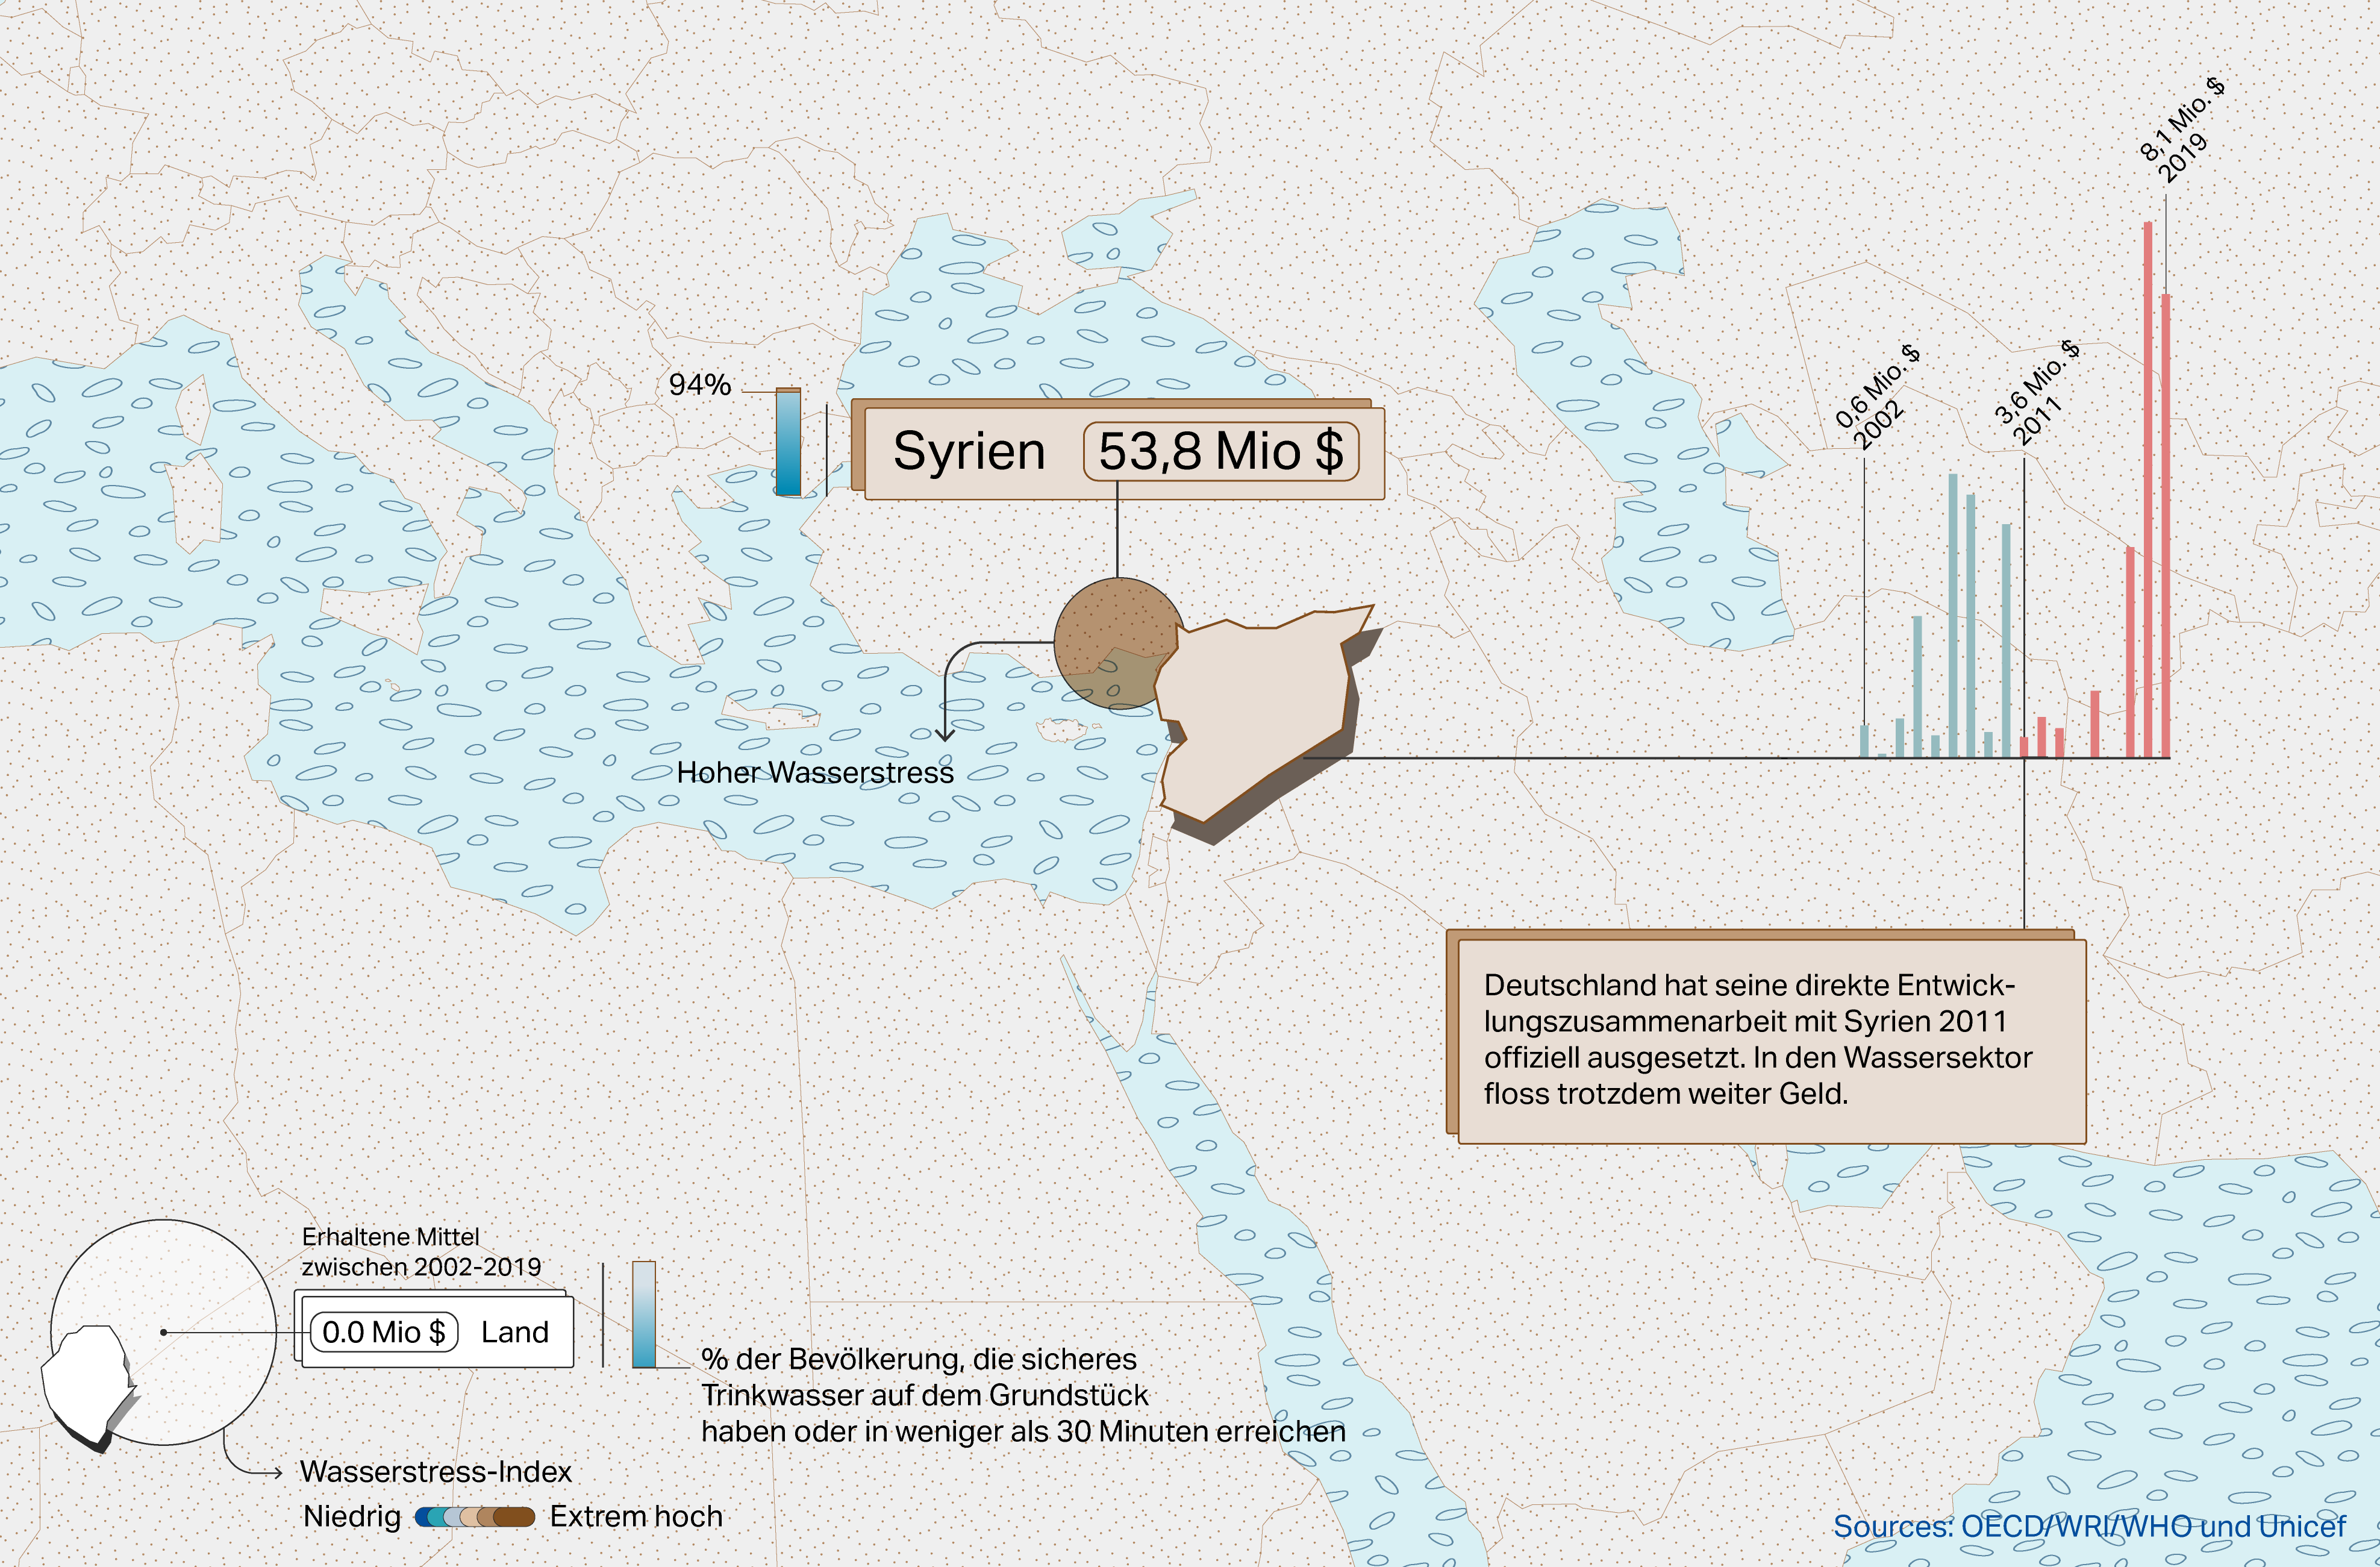 8,1 Mio. $
2019
0,6 Mio. $
2002
3,6 Mio. $
2011
94%
Syrien 53,8 Mio $
Hoher Wasserstress
Deutschland hat seine direkte Entwick-
lungszusammenarbeit mit Syrien 2011
offiziell ausgesetzt. In den Wassersektor
floss trotzdem weiter Geld.
Erhaltene Mittel
zwischen 2002-2019
0.0 Mio $ Land
% der Bevölkerung, die sicheres
Trinkwasser auf dem Grundstück
haben oder in weniger als 30 Minuten erreichen
Wasserstress-Index
Niedrig Extrem hoch
Sources: OECD/WRI/WHO und Unicef